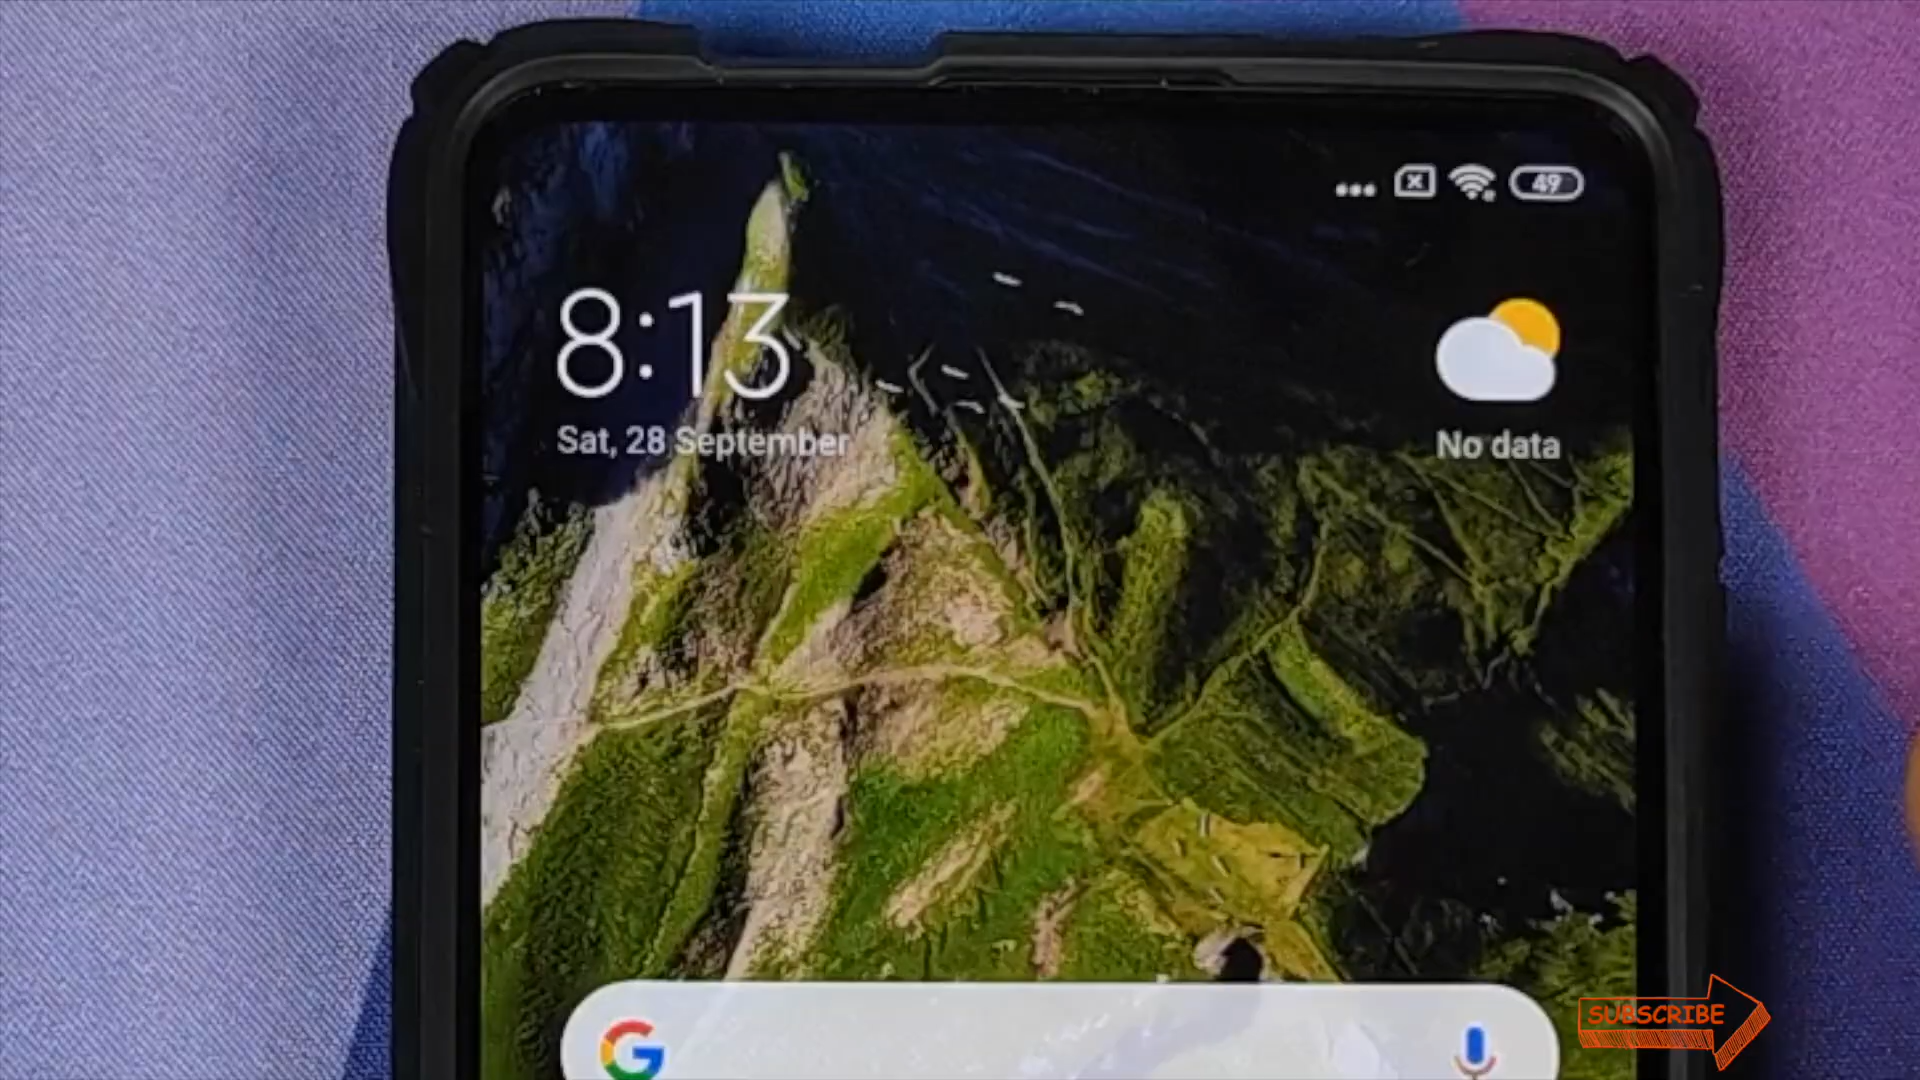 49
8:13
Sat, 28 September
No data
G
SUBSCRIBE